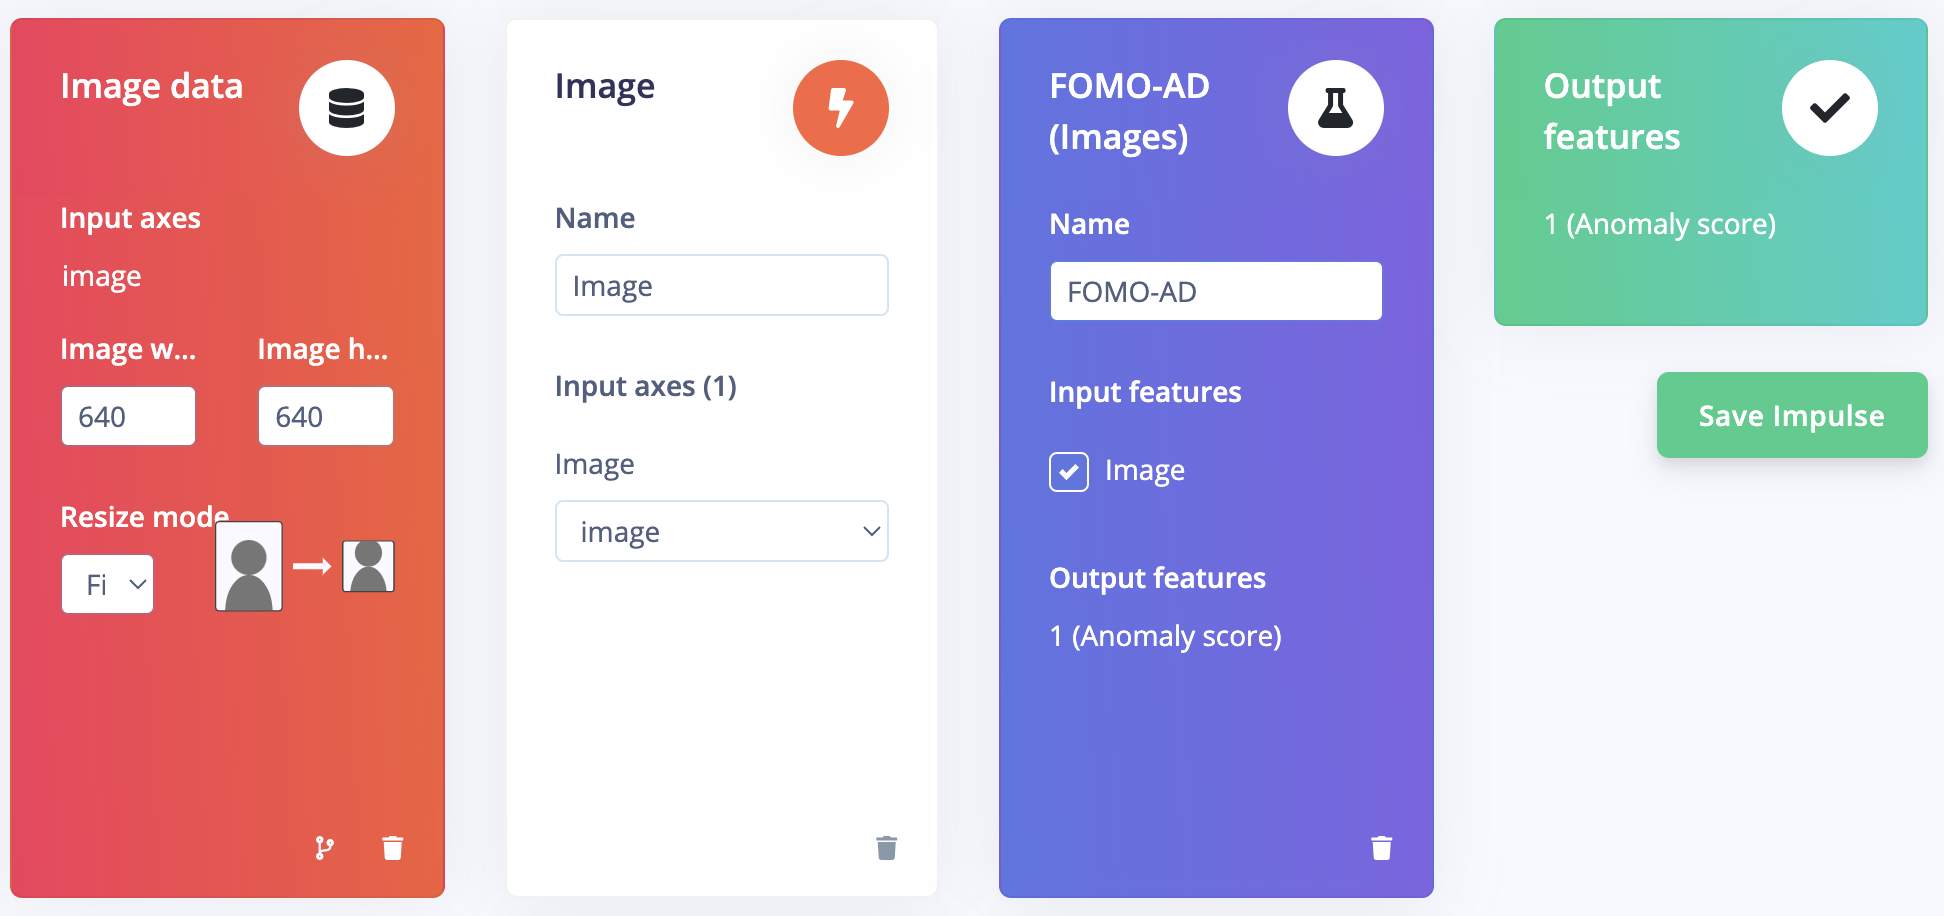 Image data
Input axes
image
Image w... Image h...
640 640
Resize mode
Fi
Image
Name
Image
Input axes (1)
Image
image
FOMO-AD
(Images)
Name
FOMO-AD
Input features
Image
Output features
1 (Anomaly score)
Output
features
1 (Anomaly score)
Save Impulse